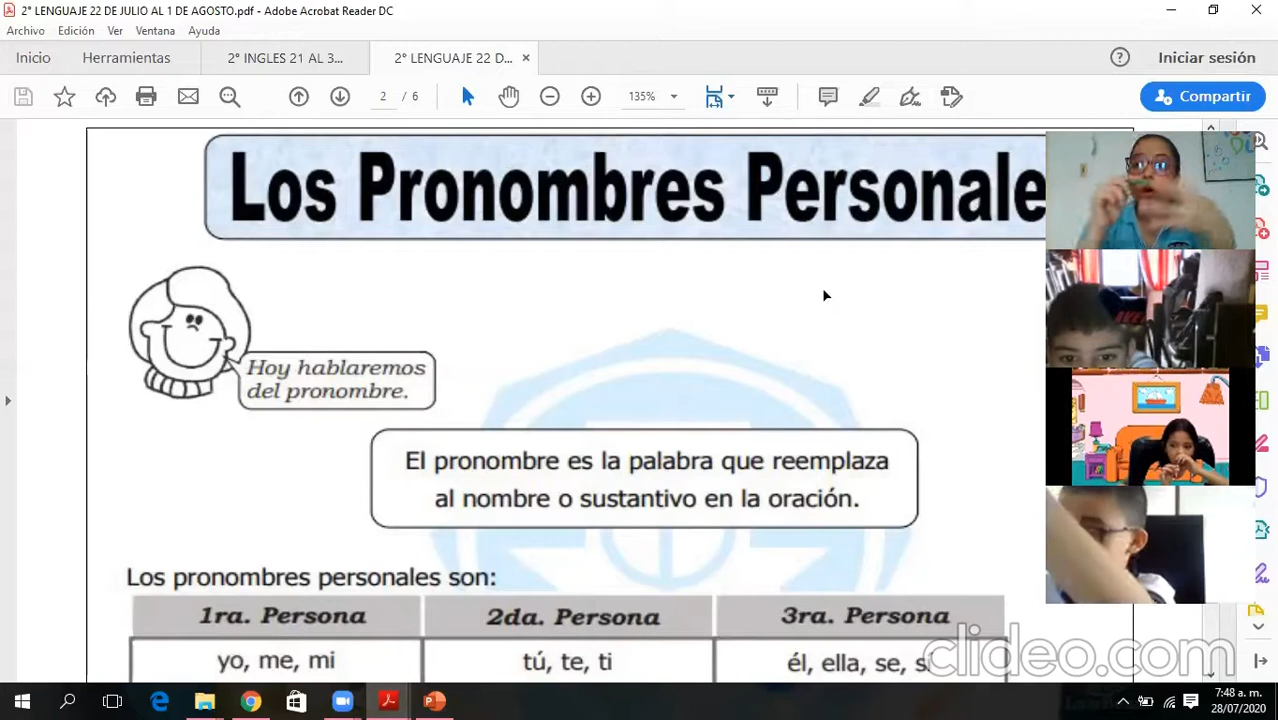 2° LENGUAJE 22 DE JULIO AL 1 DE AGOSTO.pdf - Adobe Acrobat Reader DC
Archivo Edición Ver Ventana Ayuda
Inicio Herramientas 2° INGLES 21 AL 3... 2° LENGUAJE 22 D... Iniciar sesión
2 / 6 135% Compartir
Los Pronombres Personale
Hoy hablaremos
del pronombre.
El pronombre es la palabra que reemplaza
al nombre o sustantivo en la oración.
Los pronombres personales son:
1ra. Persona 2da. Persona 3ra. Persona
yo, me, mi tú, te, ti él, ella, se, sí
clideo.com
7:48 a. m.
28/07/2020